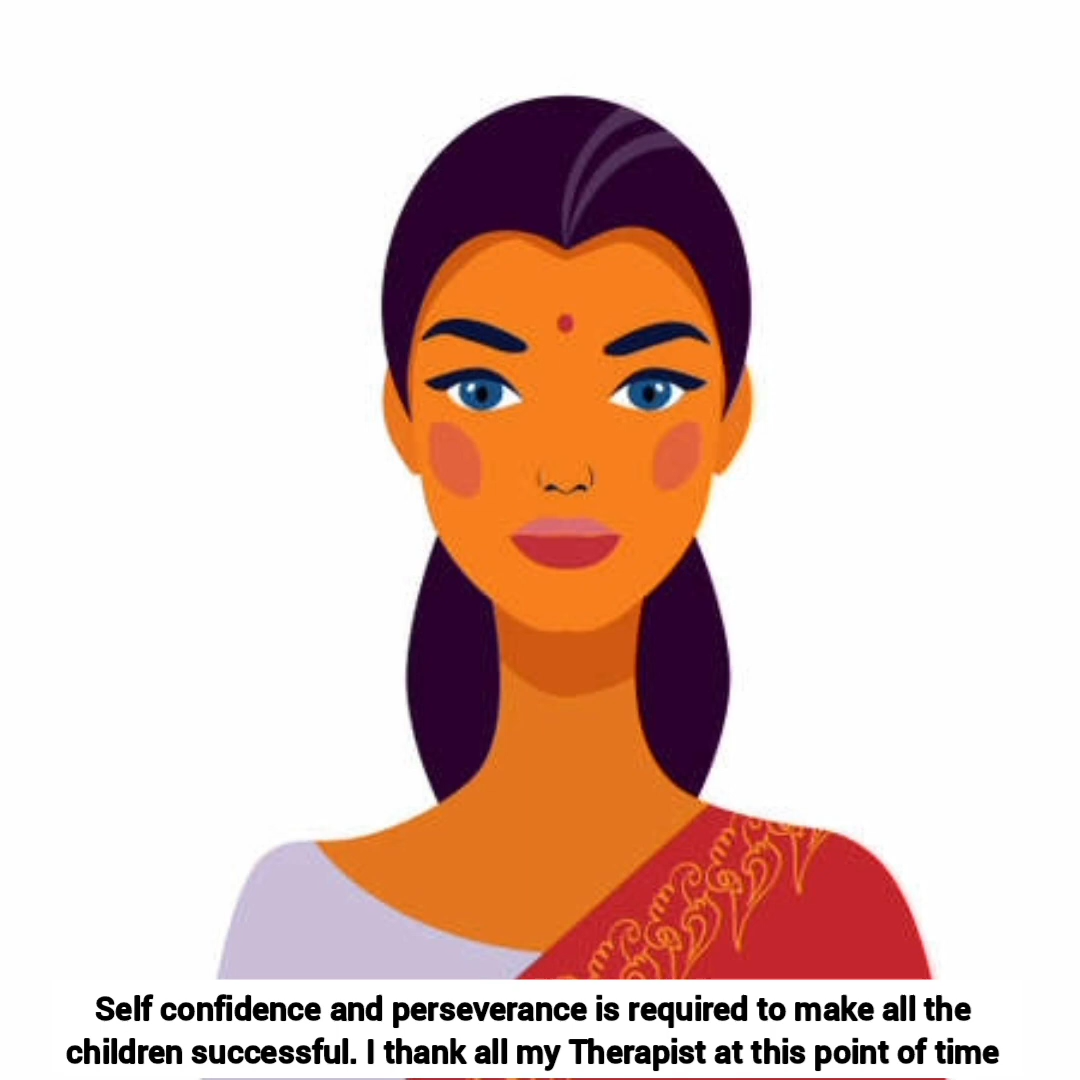 Self confidence and perseverance is required to make all the
children successful. I thank all my Therapist at this point of time